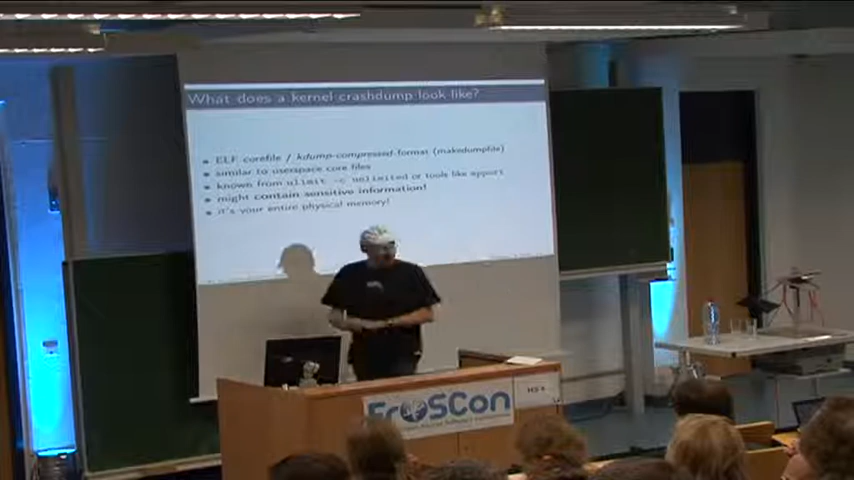 What does a kernel crashdump look like?
ELF corefile / kdump-compressed format (makedumpfile)
similar to userspace core files
known from ulimit -c unlimited or tools like apport
might contain sensitive information!
it's your entire physical memory!
FrOSCon